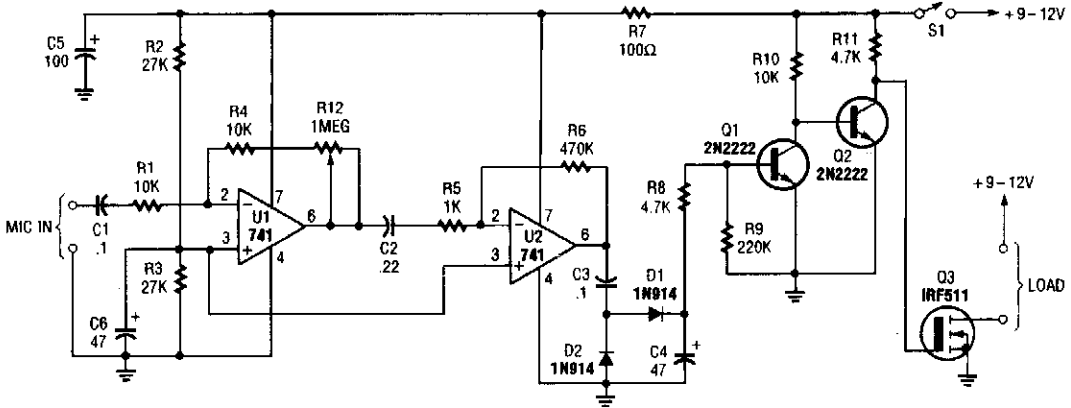 C5
100
+
R2
27K
R7
100Ω
R10
10K
R11
4.7K
S1
+9-12V
R4
10K
R12
1MEG
R6
470K
Q1
2N2222
Q2
2N2222
MIC IN
C1
.1
R1
10K
2
-
7
U1
741
6
3
+
4
C2
.22
R5
1K
2
-
7
U2
741
6
3
+
4
R8
4.7K
R9
220K
R3
27K
C6
47
+
C3
.1
D1
1N914
D2
1N914
C4
47
+
Q3
IRF511
+9-12V
LOAD